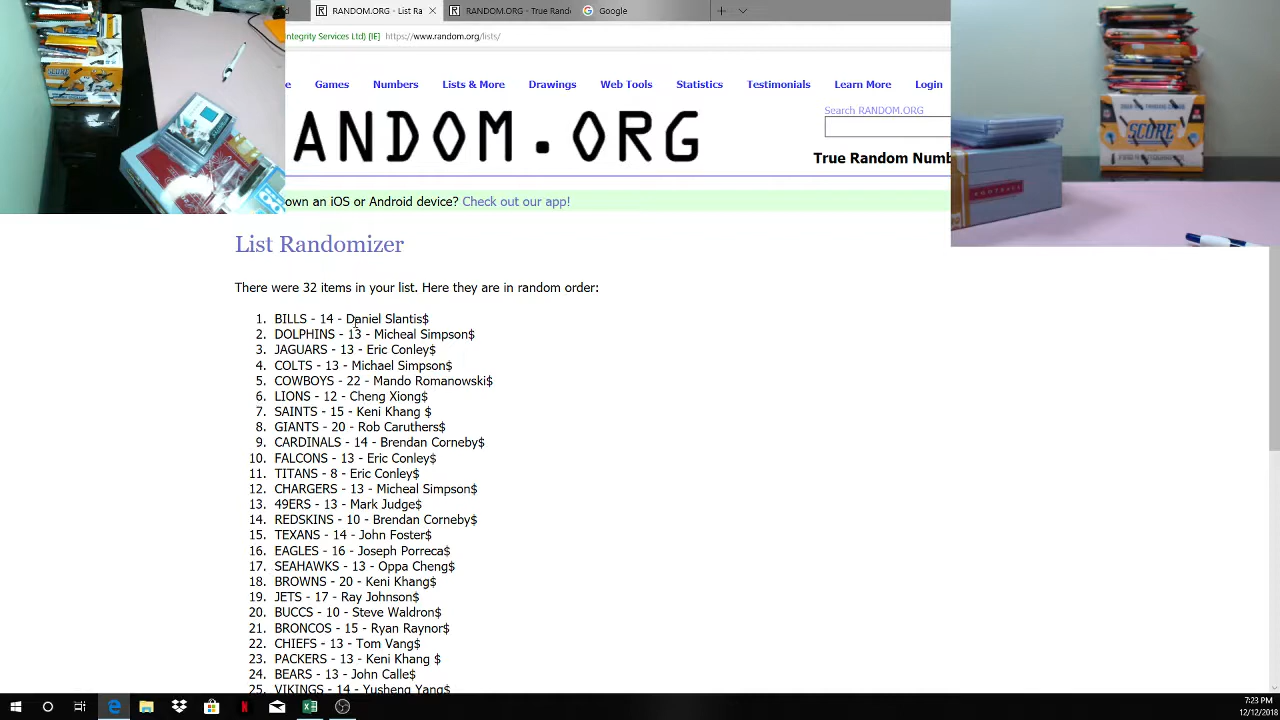 RANDOM.ORG - List Ra
RANDOM.ORG - True Rand
Google
Integrity Services Ltd) [IE] https://www.random.org/lists/
e Games Numbers Lists & More Drawings Web Tools Statistics Testimonials Learn More Login
ANDOM.ORG
Search RANDOM.ORG
True Random Numb
own an iOS or Android device? Check out our app!
List Randomizer
There were 32 items in your list. Here they are in random order:
1. BILLS - 14 - Daniel Slantis$
2. DOLPHINS - 13 - Micheal Simpson$
3. JAGUARS - 13 - Eric Conley$
4. COLTS - 13 - Michael Simpson$
5. COWBOYS - 22 - Mando Romanowski$
6. LIONS - 12 - Cheng Xiong$
7. SAINTS - 15 - Keni Khang $
8. GIANTS - 20 - Rob Caruthers$
9. CARDINALS - 14 - Brendan Corneby$
10. FALCONS - 13 - Eric Conley$
11. TITANS - 8 - Eric Conley$
12. CHARGERS - 13 - Micheal Simpson$
13. 49ERS - 13 - Mark Judge$
14. REDSKINS - 10 - Brendan Corneby$
15. TEXANS - 14 - John Foster$
16. EAGLES - 16 - Joseph Porreca$
17. SEAHAWKS - 13 - Oppa Cheng$
18. BROWNS - 20 - Keni Khang$
19. JETS - 17 - Ray Johnson$
20. BUCCS - 10 - Steve Waldron$
21. BRONCOS - 15 - Ryan Raynor$
22. CHIEFS - 13 - Tom Vang$
23. PACKERS - 13 - Keni Khang $
24. BEARS - 13 - John Calle$
25. VIKINGS - 14 - Yusheng Yang$
SCORE
SCORE
FOOTBALL
7:23 PM
12/12/2018